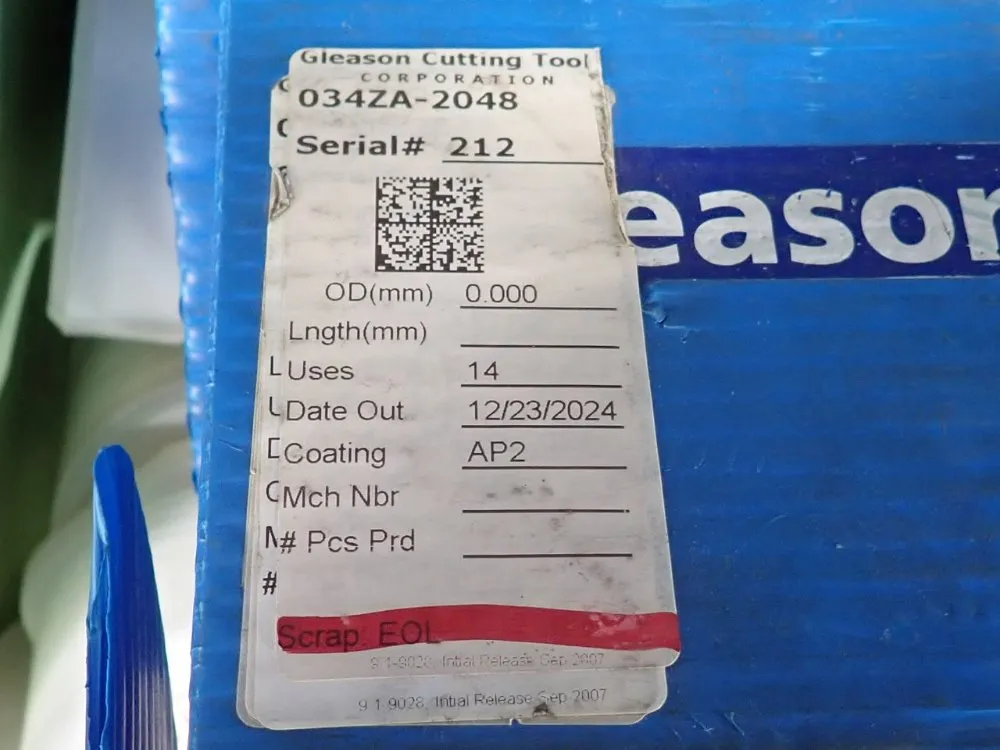 Gleason Cutting Tool
CORPORATION
034ZA-2048
Serial# 212
OD(mm) 0.000
Lngth(mm)
Uses 14
Date Out 12/23/2024
Coating AP2
Mch Nbr
# Pcs Prd
Scrap: EOL
9-1-9028, Initial Release Sep 2007
9-1-9028, Initial Release Sep 2007
L
U
D
C
M
#
eason